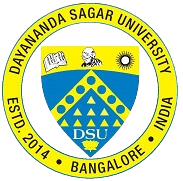 DAYANANDA SAGAR UNIVERSITY
ESTD. 2014 • BANGALORE • INDIA
DSU